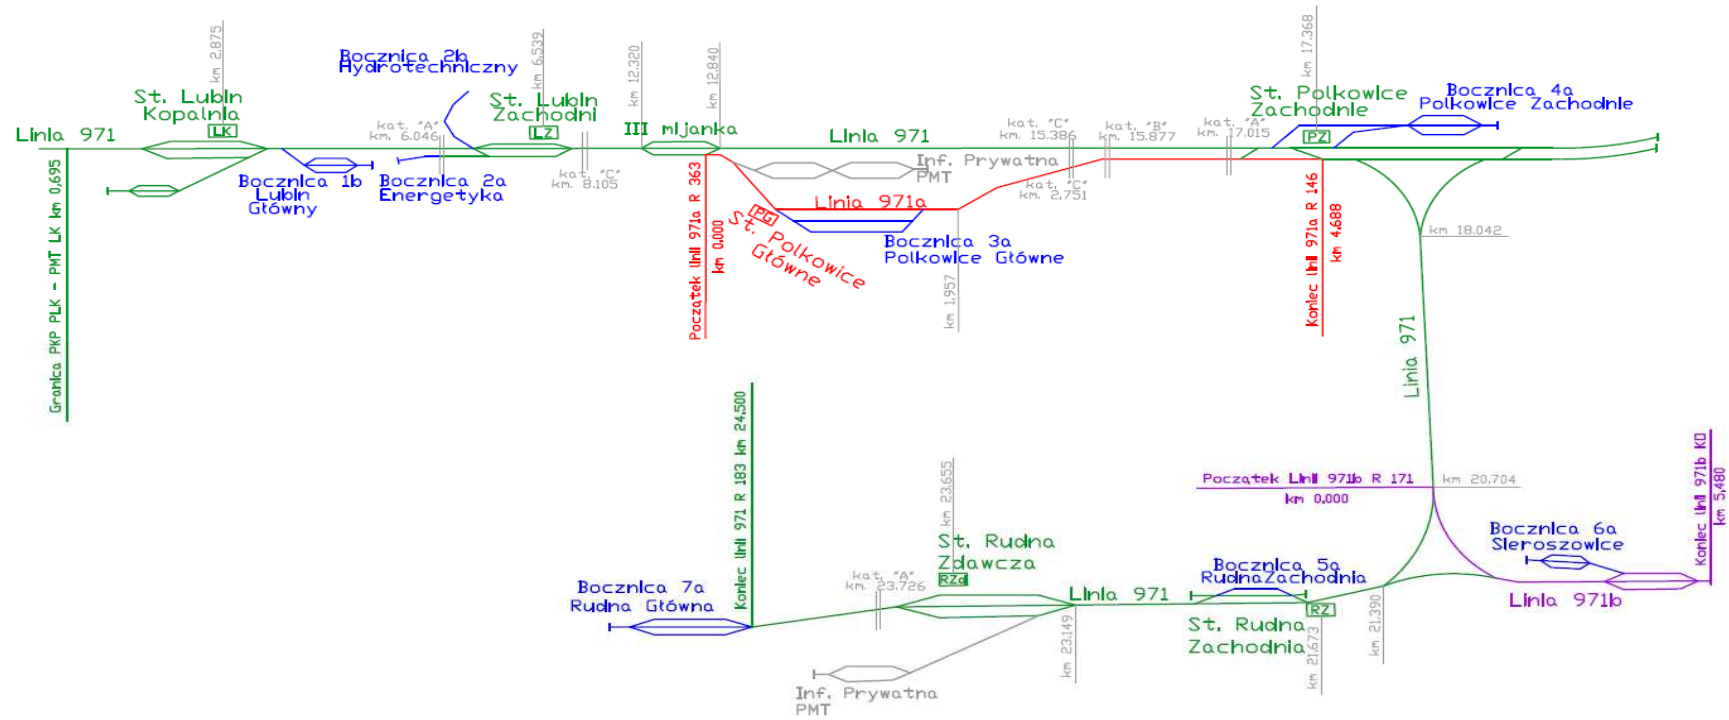 km 2.875
St. Lubin
Kopalnia
LK
Linia 971
Granica PKP PLK - PMT LK km 0,695
Bocznica 1b
Lubin
Główny
Bocznica 2b
Hydrotechniczny
kat. "A"
km. 6.046
Bocznica 2a
Energetyka
km 6.539
St. Lubin
Zachodni
LZ
kat. "C"
km. 8.105
km 12.320
III mijanka
km 12.840
Linia 971
Początek linii 971a R 363
km 0.000
Inf. Prywatna
PMT
Linia 971a
PG
St. Polkowice
Główne
Bocznica 3a
Polkowice Główne
km 1.957
kat. "C"
km. 15.386
kat. "C"
km. 2.751
kat. "B"
km. 15.877
kat. "A"
km. 17.015
km 17.368
St. Polkowice
Zachodnie
PZ
Bocznica 4a
Polkowice Zachodnie
Koniec linii 971a R 146
km 4.688
km 18.042
Linia 971
Początek Linii 971b R 171
km 0.000
km 20.704
Bocznica 6a
Sieroszowice
Koniec linii 971b KO
km 5,480
Linia 971b
km 21.390
Bocznica 5a
RudnaZachodnia
RZ
km 21.673
St. Rudna
Zachodnia
Linia 971
km 23.149
km 23.655
St. Rudna
Zdawcza
RZd
kat. "A"
km. 23.726
Inf. Prywatna
PMT
Koniec linii 971 R 183 km 24.500
Bocznica 7a
Rudna Główna